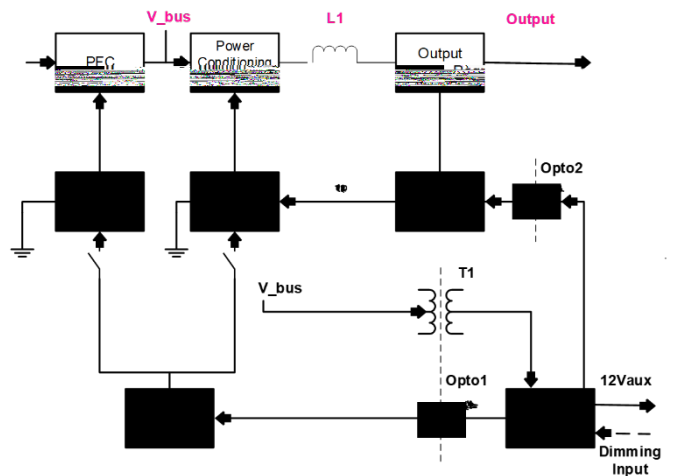 V_bus
L1
Output
PFC
Power
Conditioning
Output
Opto2
V_bus
T1
Opto1
12Vaux
Dimming
Input